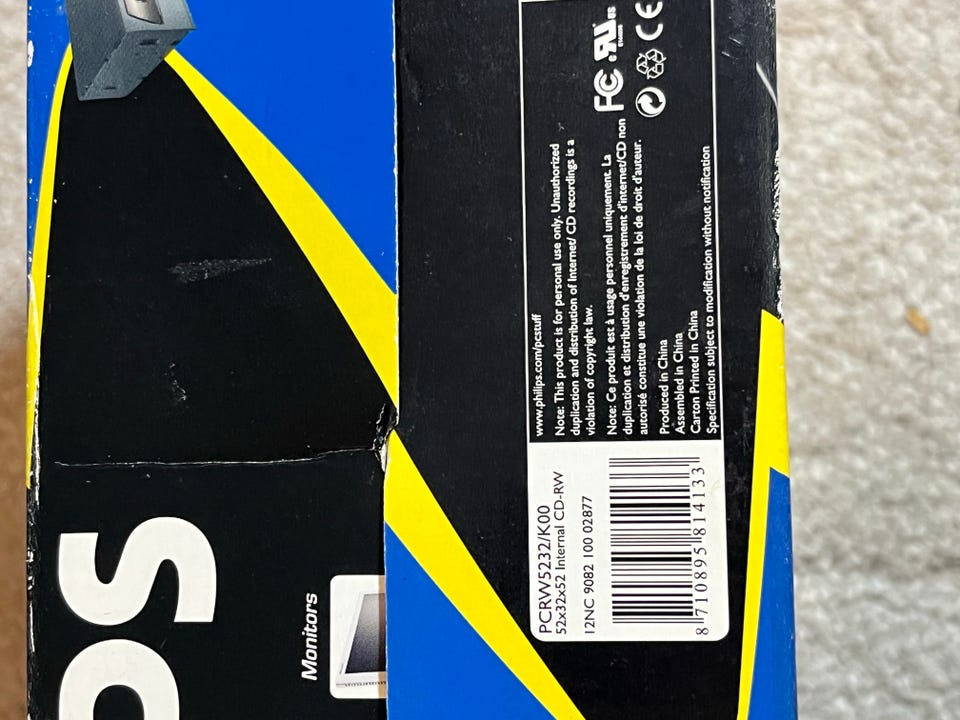 PS
Monitors
www.philips.com/pcstuff
Note: This product is for personal use only. Unauthorized
duplication and distribution of Internet/ CD recordings is a
violation of copyright law.
Note: Ce produit est à usage personnel uniquement. La
duplication et distribution d'enregistrement d'internet/CD non
autorisé constitue une violation de la loi de droit d'auteur.
Produced in China
Assembled in China
Carton Printed in China
Specification subject to modification without notification
FC
CE
PCRW5232/K00
52x32x52 Internal CD-RW
12NC 9082 100 02877
8 710895 814133